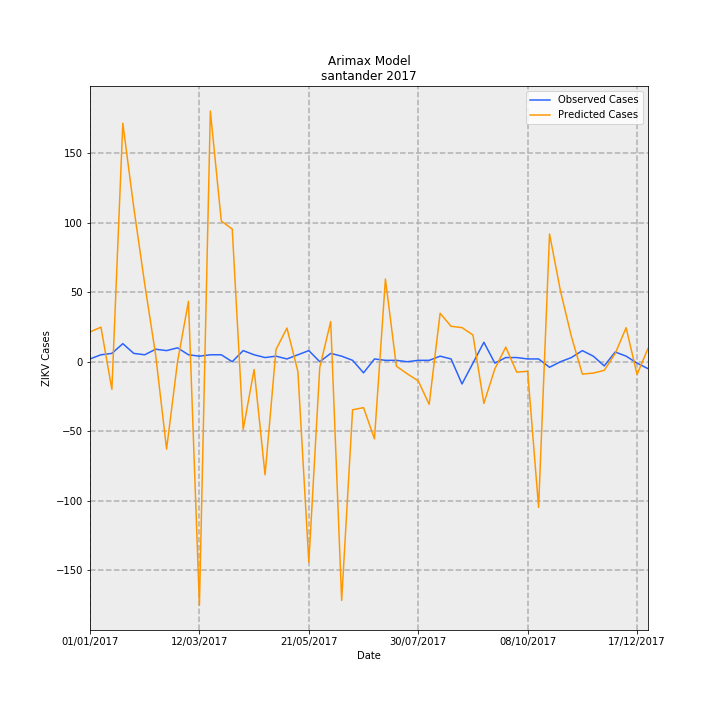 Arimax Model
santander 2017
Observed Cases
Predicted Cases
ZIKV Cases
150
100
50
0
−50
−100
−150
01/01/2017
12/03/2017
21/05/2017
30/07/2017
08/10/2017
17/12/2017
Date